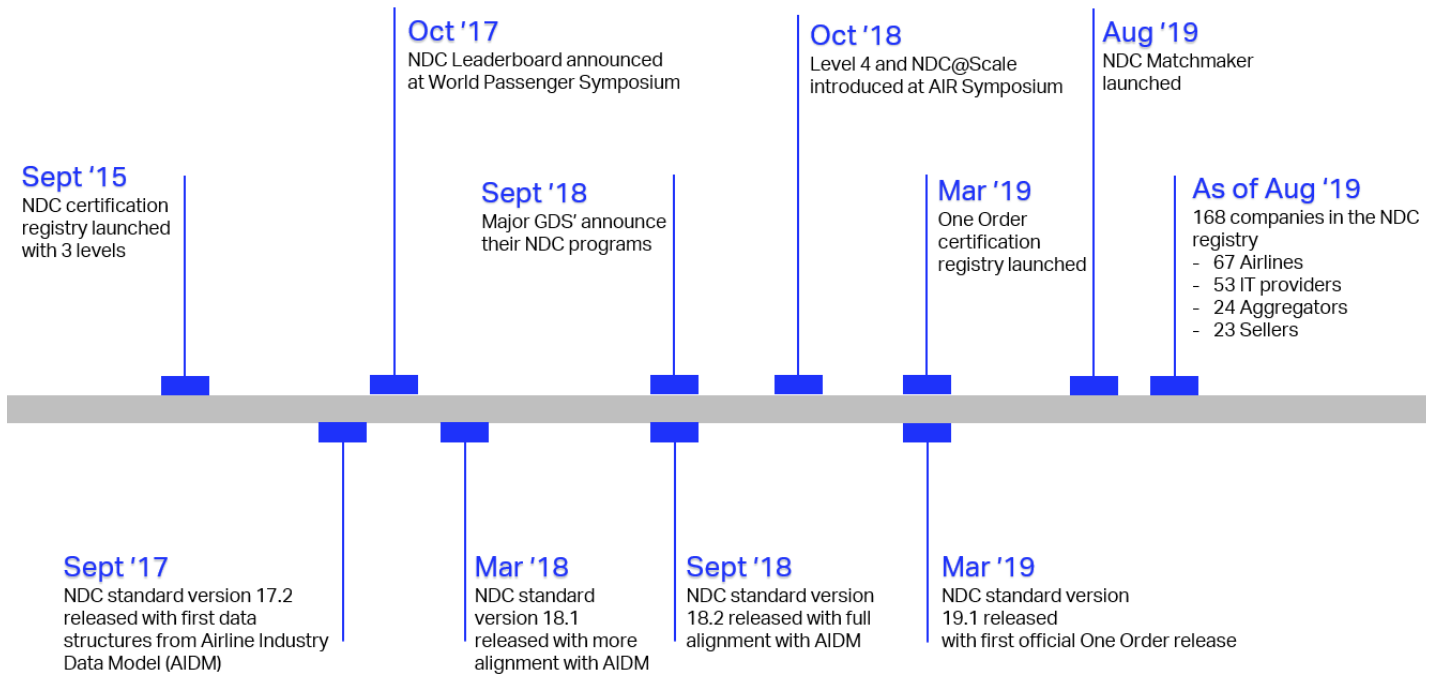 Oct '17
NDC Leaderboard announced
at World Passenger Symposium
Oct '18
Level 4 and NDC@Scale
introduced at AIR Symposium
Aug '19
NDC Matchmaker
launched
Sept '15
NDC certification
registry launched
with 3 levels
Sept '18
Major GDS' announce
their NDC programs
Mar '19
One Order
certification
registry launched
As of Aug ‘19
168 companies in the NDC
registry
- 67 Airlines
- 53 IT providers
- 24 Aggregators
- 23 Sellers
Sept '17
NDC standard version 17.2
released with first data
structures from Airline Industry
Data Model (AIDM)
Mar '18
NDC standard
version 18.1
released with more
alignment with AIDM
Sept '18
NDC standard version
18.2 released with full
alignment with AIDM
Mar '19
NDC standard version
19.1 released
with first official One Order release